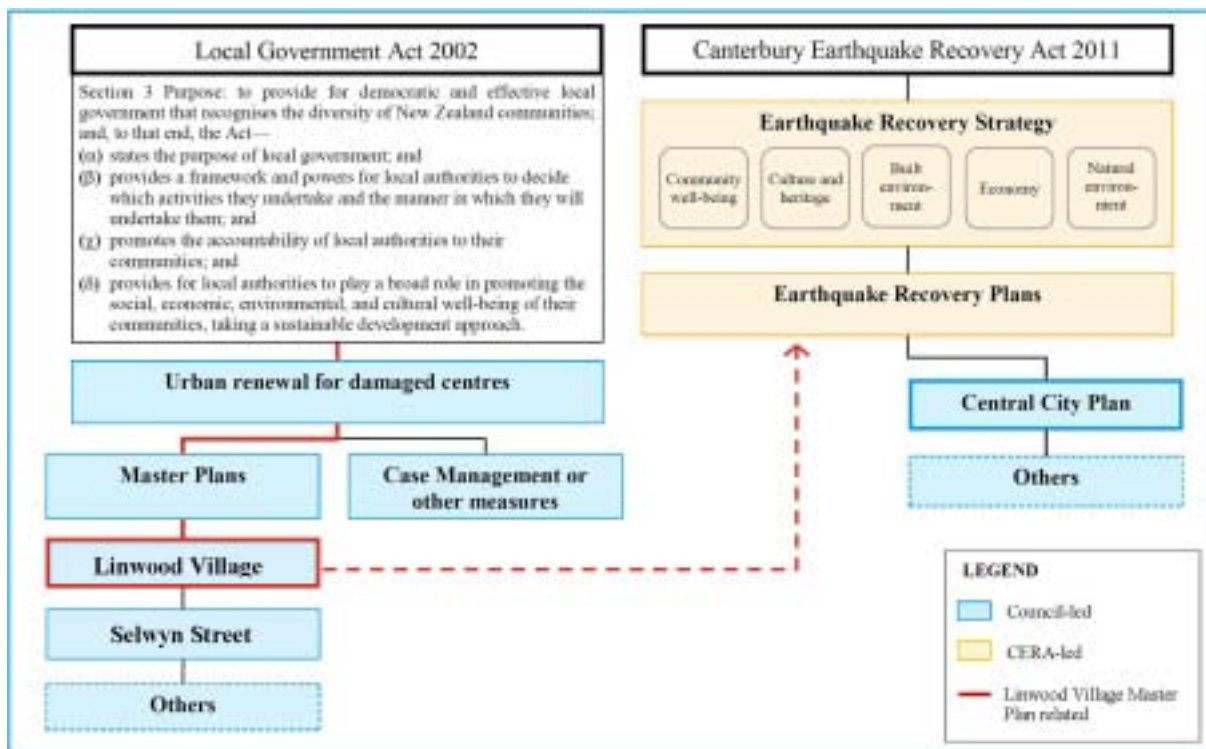 Local Government Act 2002
Section 3 Purpose: to provide for democratic and effective local
government that recognises the diversity of New Zealand communities;
and, to that end, the Act—
(α) states the purpose of local government; and
(β) provides a framework and powers for local authorities to decide
which activities they undertake and the manner in which they will
undertake them; and
(χ) promotes the accountability of local authorities to their
communities; and
(δ) provides for local authorities to play a broad role in promoting the
social, economic, environmental, and cultural well-being of their
communities, taking a sustainable development approach.
Urban renewal for damaged centres
Master Plans
Case Management or
other measures
Linwood Village
Selwyn Street
Others
Canterbury Earthquake Recovery Act 2011
Earthquake Recovery Strategy
Community
well-being
Culture and
heritage
Built
environ-
ment
Economy
Natural
environ-
ment
Earthquake Recovery Plans
Central City Plan
Others
LEGEND
Council-led
CERA-led
Linwood Village Master
Plan related